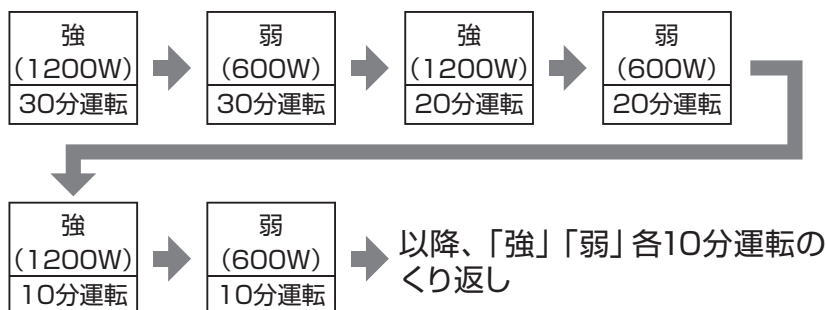 強
(1200W)
30分運転
弱
(600W)
30分運転
強
(1200W)
20分運転
弱
(600W)
20分運転
強
(1200W)
10分運転
弱
(600W)
10分運転
以降、「強」「弱」各10分運転の
くり返し